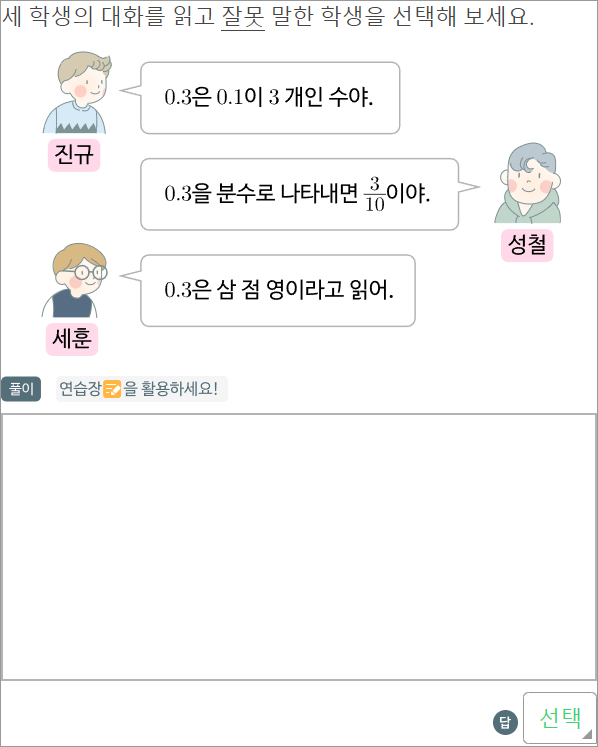 세 학생의 대화를 읽고 잘못 말한 학생을 선택해 보세요.
0.3은 0.1이 3 개인 수야.
진규
0.3을 분수로 나타내면 3/10이야.
성철
0.3은 삼 점 영이라고 읽어.
세훈
풀이 연습장을 활용하세요!
답 선택